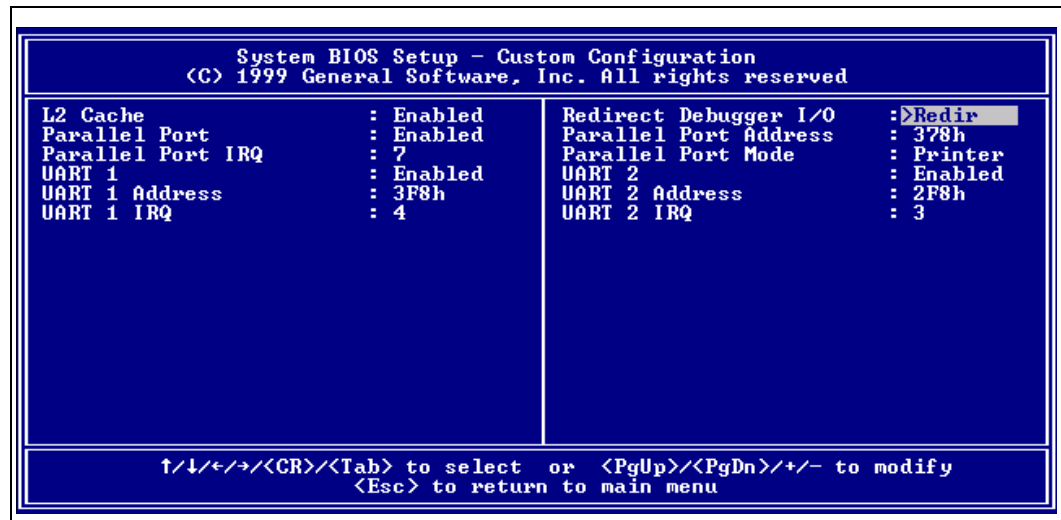 System BIOS Setup - Custom Configuration
(C) 1999 General Software, Inc. All rights reserved
L2 Cache : Enabled
Parallel Port : Enabled
Parallel Port IRQ : 7
UART 1 : Enabled
UART 1 Address : 3F8h
UART 1 IRQ : 4
Redirect Debugger I/O :>Redir
Parallel Port Address : 378h
Parallel Port Mode : Printer
UART 2 : Enabled
UART 2 Address : 2F8h
UART 2 IRQ : 3
↑/↓/←/→/<CR>/<Tab> to select or <PgUp>/<PgDn>/+/- to modify
<Esc> to return to main menu